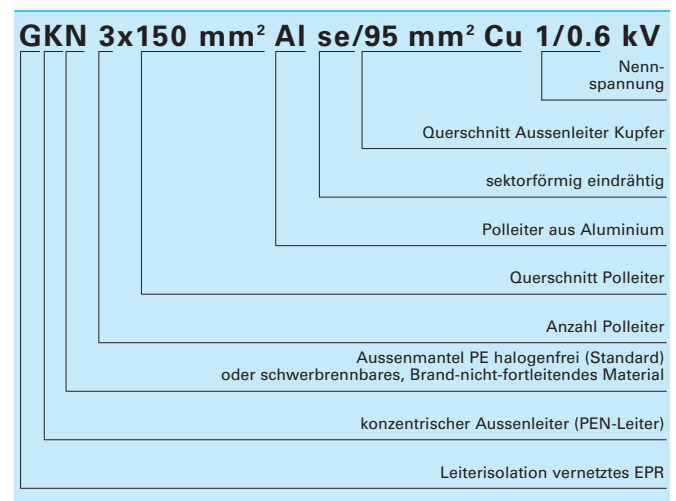 GKN 3x150 mm² Al se/95 mm² Cu 1/0.6 kV
Nenn-
spannung
Querschnitt Aussenleiter Kupfer
sektorförmig eindrähtig
Polleiter aus Aluminium
Querschnitt Polleiter
Anzahl Polleiter
Aussenmantel PE halogenfrei (Standard)
oder schwerbrennbares, Brand-nicht-fortleitendes Material
konzentrischer Aussenleiter (PEN-Leiter)
Leiterisolation vernetztes EPR